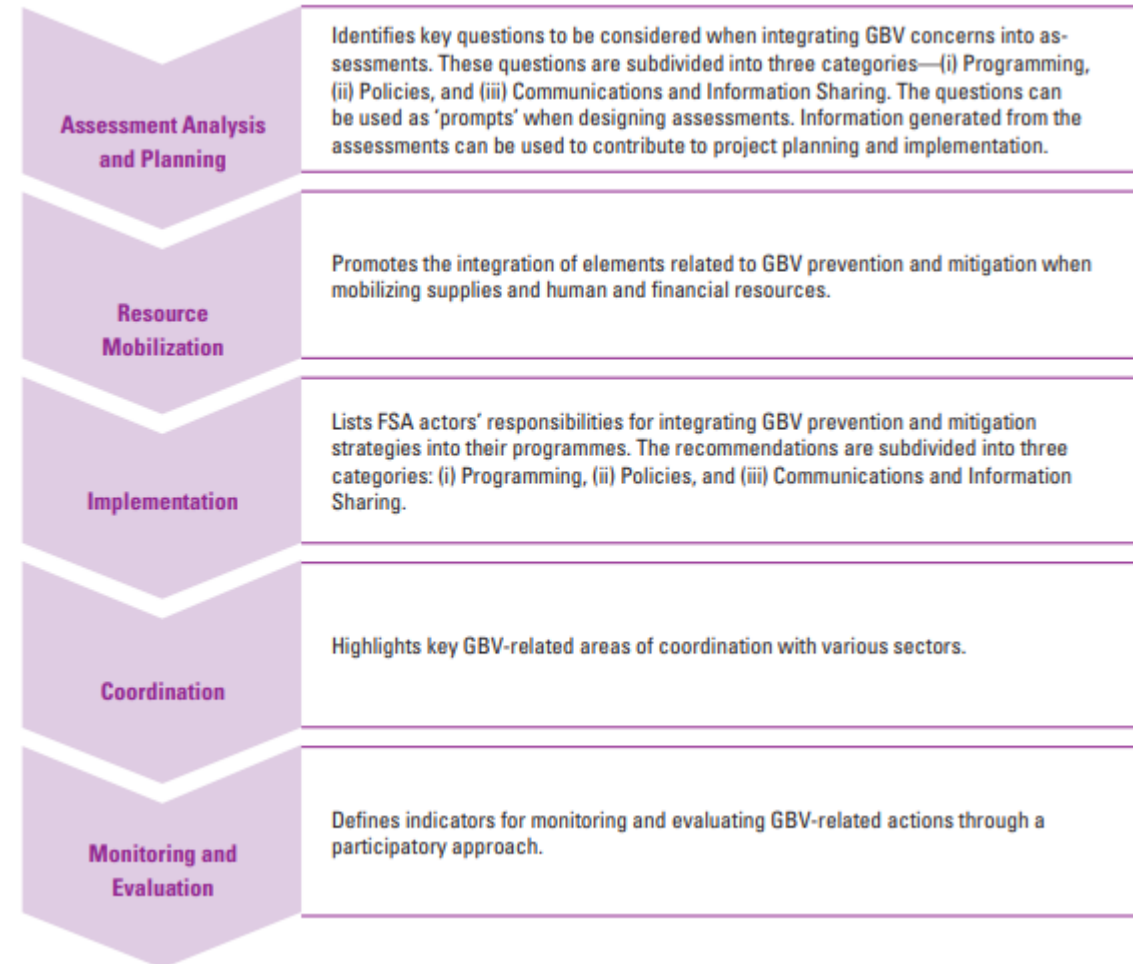 Identifies key questions to be considered when integrating GBV concerns into as-
sessments. These questions are subdivided into three categories—(i) Programming,
(ii) Policies, and (iii) Communications and Information Sharing. The questions can
be used as ‘prompts’ when designing assessments. Information generated from the
assessments can be used to contribute to project planning and implementation.
Assessment Analysis
and Planning
Promotes the integration of elements related to GBV prevention and mitigation when
mobilizing supplies and human and financial resources.
Resource
Mobilization
Lists FSA actors’ responsibilities for integrating GBV prevention and mitigation
strategies into their programmes. The recommendations are subdivided into three
categories: (i) Programming, (ii) Policies, and (iii) Communications and Information
Sharing.
Implementation
Highlights key GBV-related areas of coordination with various sectors.
Coordination
Defines indicators for monitoring and evaluating GBV-related actions through a
participatory approach.
Monitoring and
Evaluation